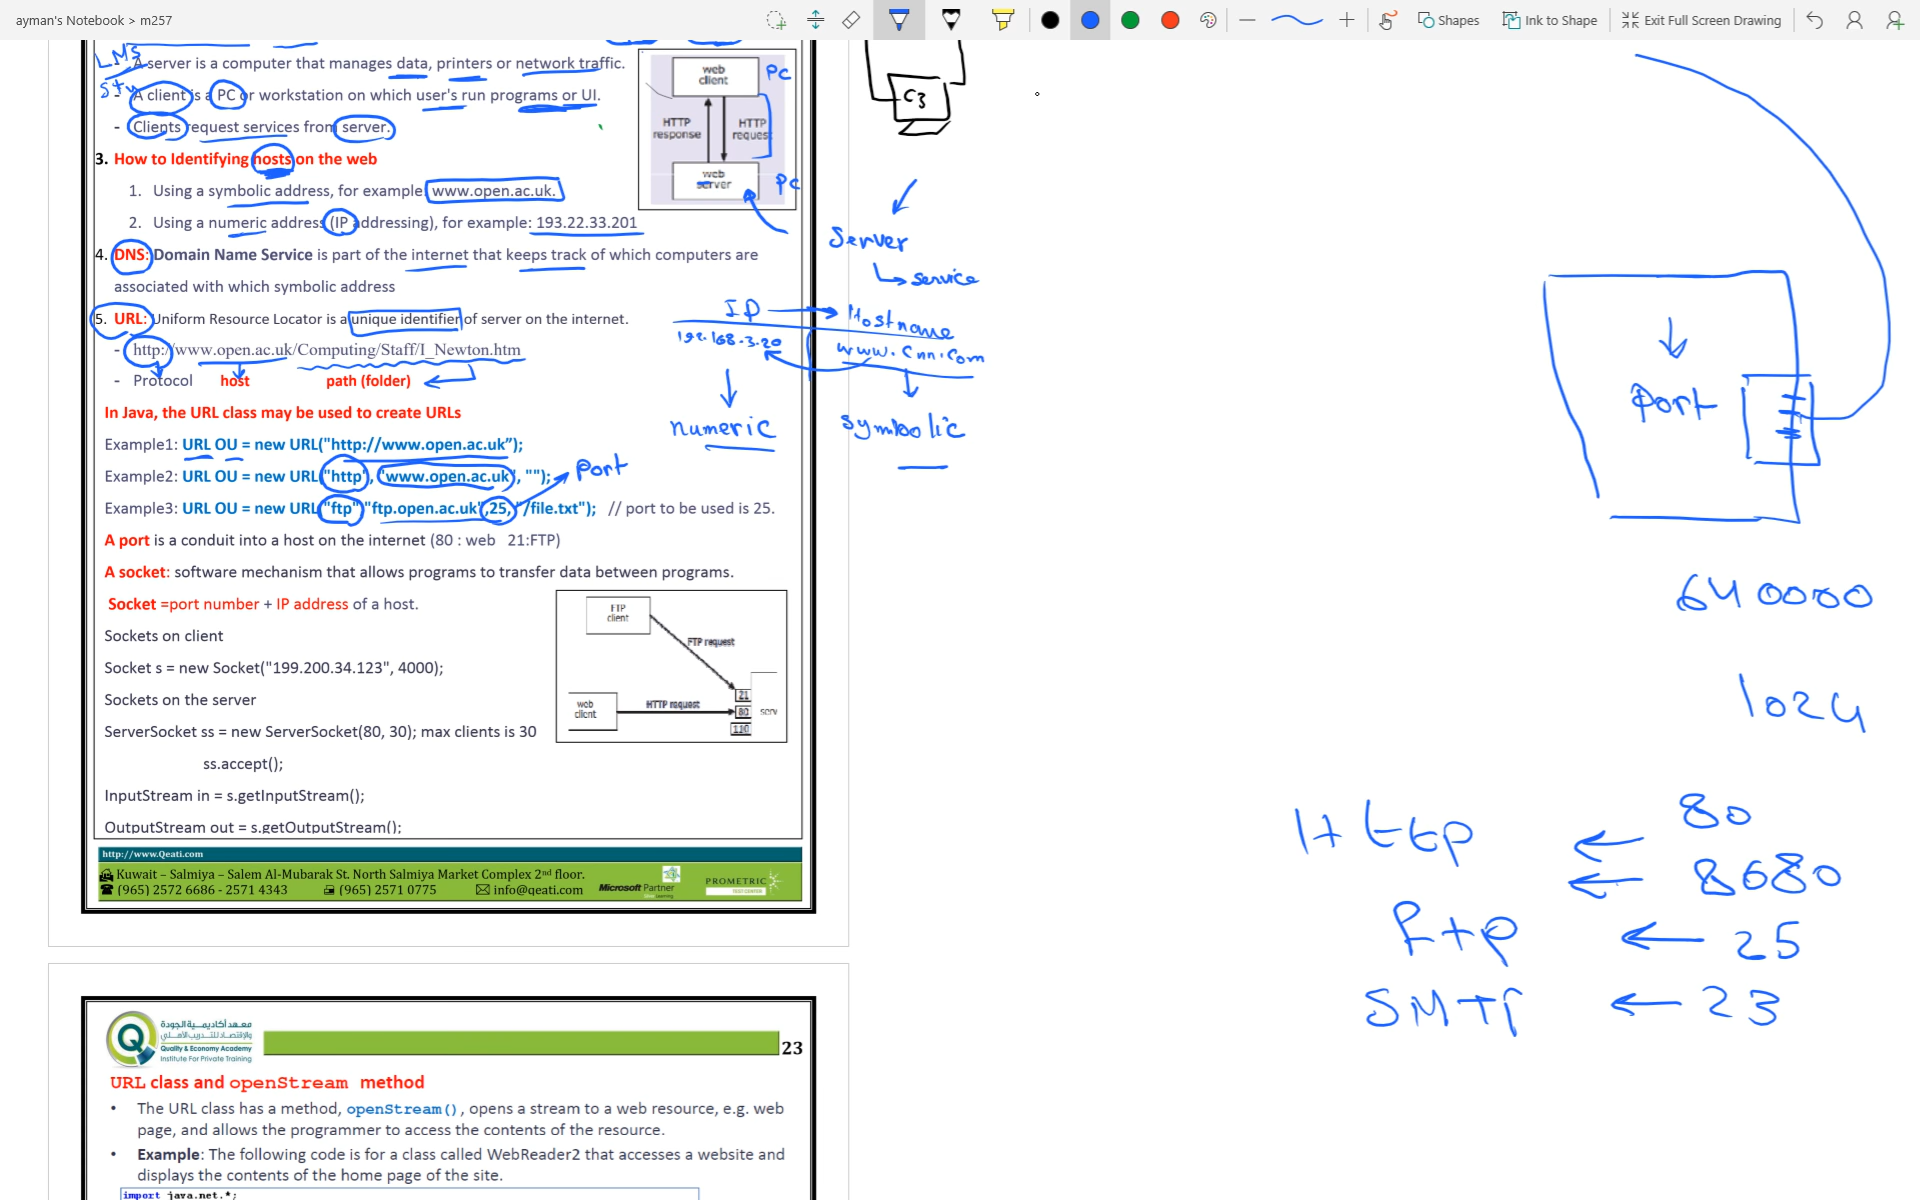 ayman's Notebook > m257
Shapes
Ink to Shape
Exit Full Screen Drawing
LMS
A server is a computer that manages data, printers or network traffic.
- A client is a PC or workstation on which user's run programs or UI.
- Clients request services from server.
3. How to Identifying hosts on the web
1. Using a symbolic address, for example: www.open.ac.uk.
2. Using a numeric address (IP addressing), for example: 193.22.33.201
4. DNS: Domain Name Service is part of the internet that keeps track of which computers are
associated with which symbolic address
5. URL: Uniform Resource Locator is a unique identifier of server on the internet.
- http://www.open.ac.uk/Computing/Staff/I_Newton.htm
- Protocol host path (folder)
In Java, the URL class may be used to create URLs
Example1: URL OU = new URL("http://www.open.ac.uk");
Example2: URL OU = new URL("http", "www.open.ac.uk", "");
Port
Example3: URL OU = new URL("ftp" "ftp.open.ac.uk",25, "/file.txt"); // port to be used is 25.
A port is a conduit into a host on the internet (80 : web 21:FTP)
A socket: software mechanism that allows programs to transfer data between programs.
Socket =port number + IP address of a host.
Sockets on client
Socket s = new Socket("199.200.34.123", 4000);
Sockets on the server
ServerSocket ss = new ServerSocket(80, 30); max clients is 30
ss.accept();
InputStream in = s.getInputStream();
OutputStream out = s.getOutputStream();
web
client
PC
HTTP
response
HTTP
request
web
server
PC
FTP
client
FTP request
web
client
HTTP request
21
80
110
serv
http://www.Qeati.com
Kuwait – Salmiya – Salem Al-Mubarak St. North Salmiya Market Complex 2nd floor.
(965) 2572 6686 - 2571 4343 (965) 2571 0775 info@qeati.com
Microsoft Partner
PROMETRIC
TEST CENTER
C3
Server
service
IP
Hostname
192.168.3.20
www.Cnn.Com
numeric
symbolic
Port
640000
1024
Http
80
8080
Ftp
25
SMTP
23
معهد أكاديمية الجودة
والاقتصاد للتدريب الأهلي
Quality & Economy Academy
Institute For Private Training
23
URL class and openStream method
• The URL class has a method, openStream(), opens a stream to a web resource, e.g. web
page, and allows the programmer to access the contents of the resource.
• Example: The following code is for a class called WebReader2 that accesses a website and
displays the contents of the home page of the site.
import java.net.*;